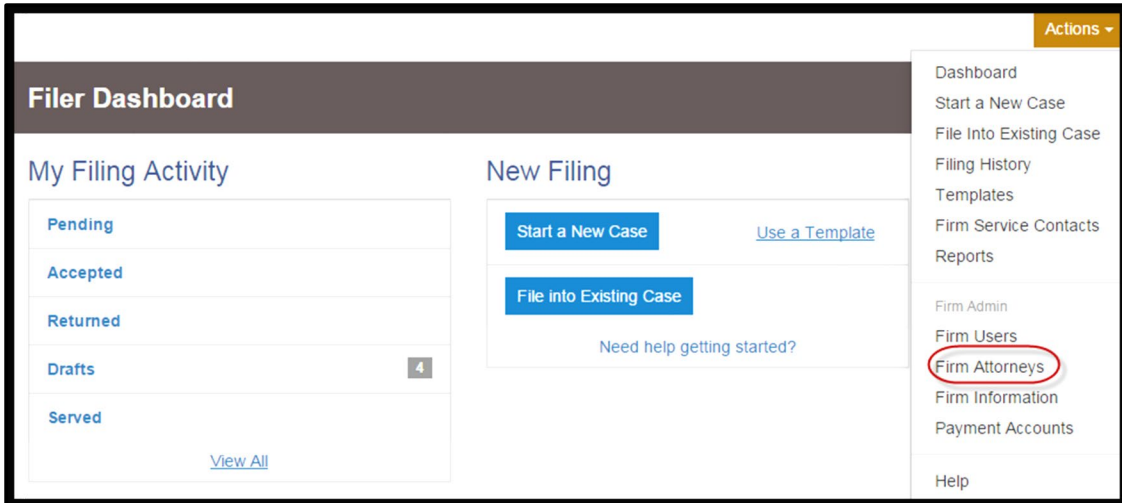 Actions
Filer Dashboard
My Filing Activity
Pending
Accepted
Returned
Drafts 4
Served
View All
New Filing
Start a New Case Use a Template
File into Existing Case
Need help getting started?
Dashboard
Start a New Case
File Into Existing Case
Filing History
Templates
Firm Service Contacts
Reports
Firm Admin
Firm Users
Firm Attorneys
Firm Information
Payment Accounts
Help